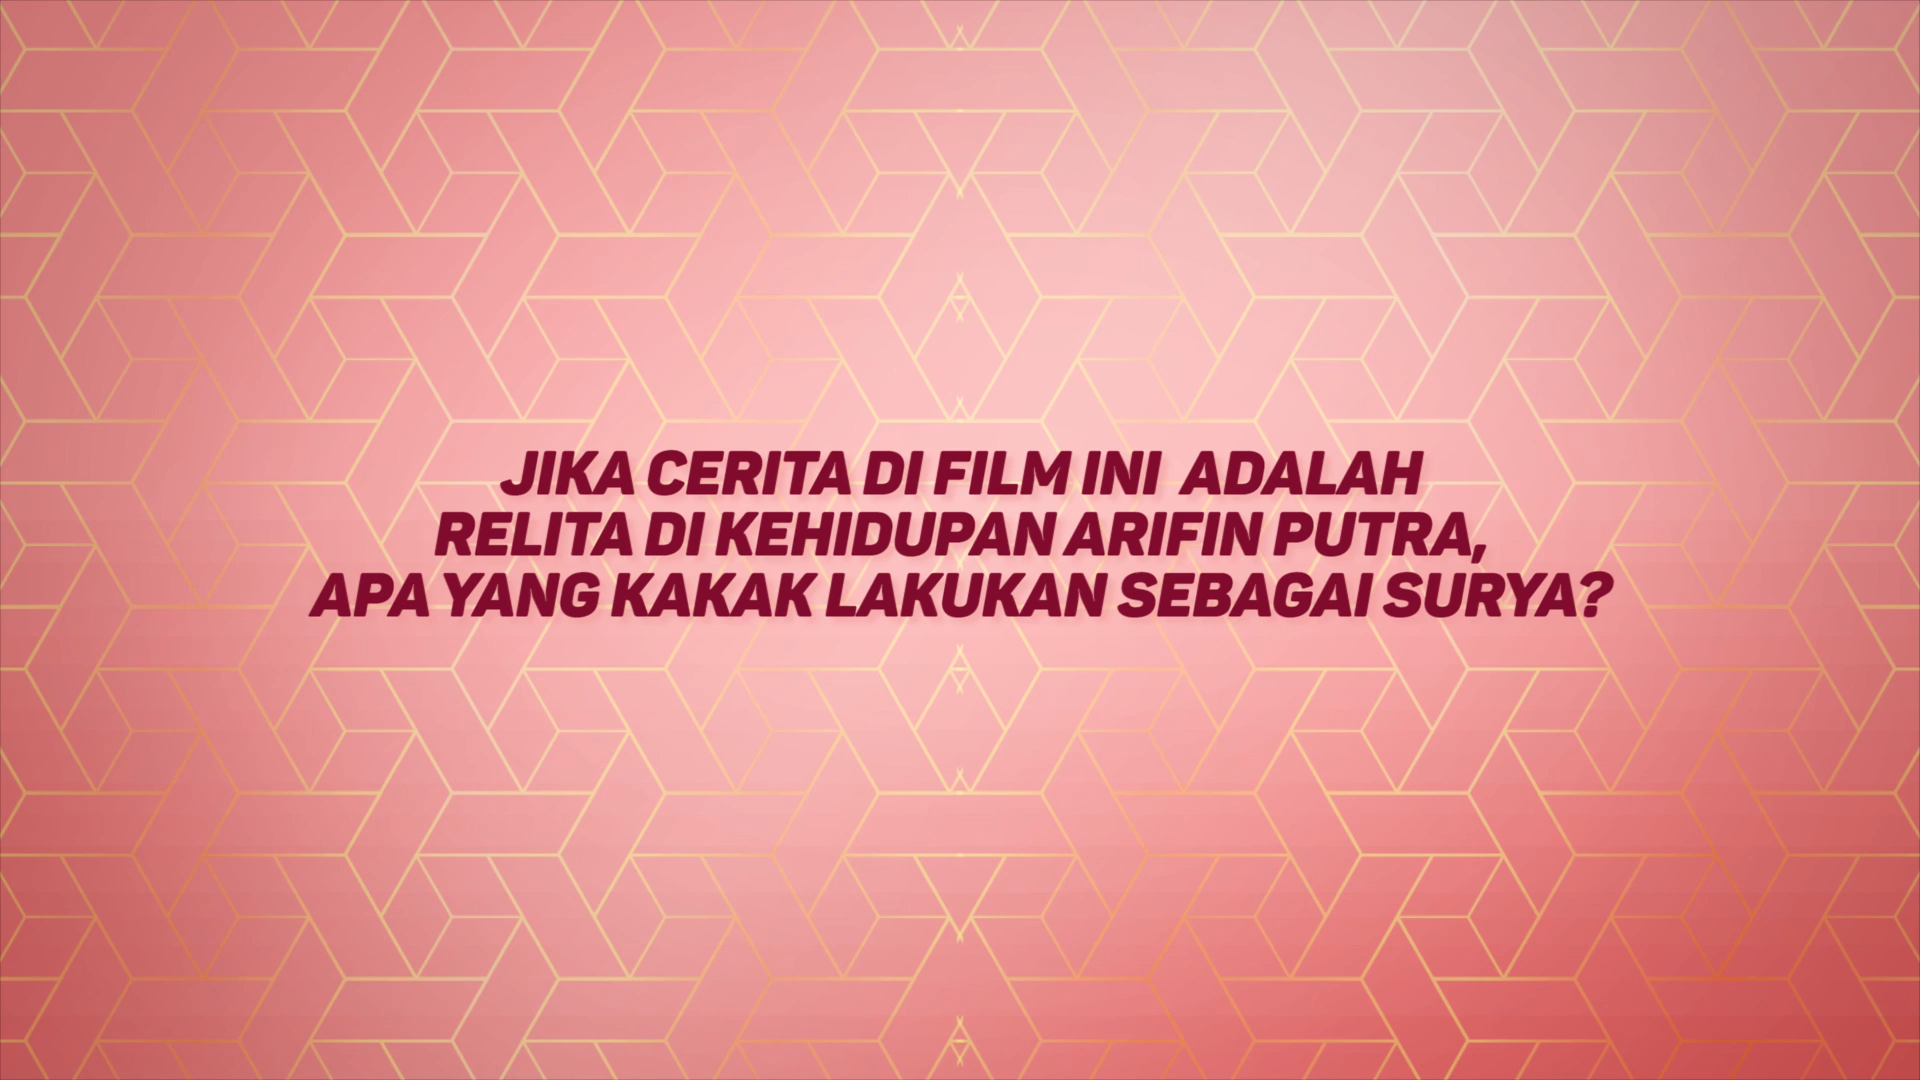 JIKA CERITA DI FILM INI ADALAH
RELITA DI KEHIDUPAN ARIFIN PUTRA,
APA YANG KAKAK LAKUKAN SEBAGAI SURYA?